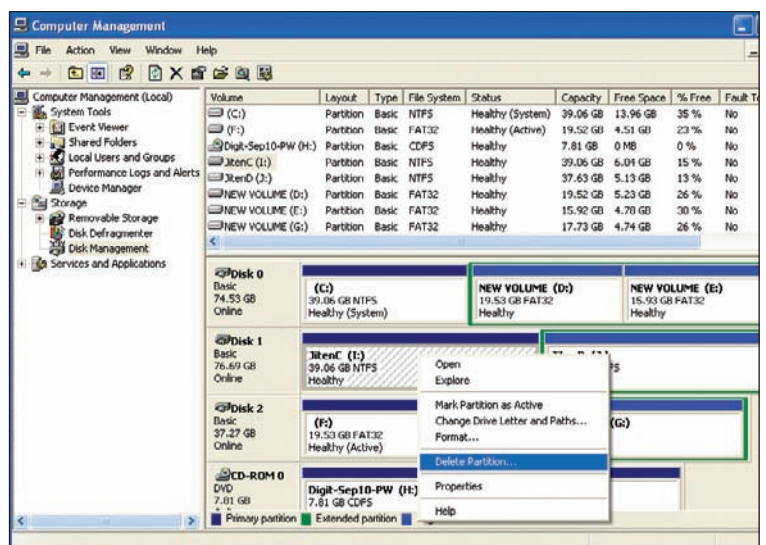 Computer Management
File Action View Window Help
Computer Management (Local)
System Tools
Event Viewer
Shared Folders
Local Users and Groups
Performance Logs and Alerts
Device Manager
Storage
Removable Storage
Disk Defragmenter
Disk Management
Services and Applications
Volume Layout Type File System Status Capacity Free Space % Free Fault
(C:) Partition Basic NTFS Healthy (System) 39.06 GB 13.96 GB 35 % No
(F:) Partition Basic FAT32 Healthy (Active) 19.52 GB 4.51 GB 23 % No
Digit-Sep10-PW (H:) Partition Basic CDFS Healthy 7.81 GB 0 MB 0 % No
JitenC (I:) Partition Basic NTFS Healthy 39.06 GB 6.04 GB 15 % No
JitenD (J:) Partition Basic NTFS Healthy 37.63 GB 5.13 GB 13 % No
NEW VOLUME (D:) Partition Basic FAT32 Healthy 19.52 GB 5.23 GB 26 % No
NEW VOLUME (E:) Partition Basic FAT32 Healthy 15.92 GB 4.78 GB 30 % No
NEW VOLUME (G:) Partition Basic FAT32 Healthy 17.73 GB 4.74 GB 26 % No
Disk 0
Basic
74.53 GB
Online
(C:)
39.06 GB NTFS
Healthy (System)
NEW VOLUME (D:)
19.53 GB FAT32
Healthy
NEW VOLUME (E:)
15.93 GB FAT32
Healthy
Disk 1
Basic
76.69 GB
Online
JitenC (I:)
39.06 GB NTFS
Healthy
Disk 2
Basic
37.27 GB
Online
(F:)
19.53 GB FAT32
Healthy (Active)
(G:)
CD-ROM 0
DVD
7.81 GB
Digit-Sep10-PW (H:)
7.81 GB CDFS
Open
Explore
Mark Partition as Active
Change Drive Letter and Paths...
Format...
Delete Partition...
Properties
Help
Primary partition Extended partition